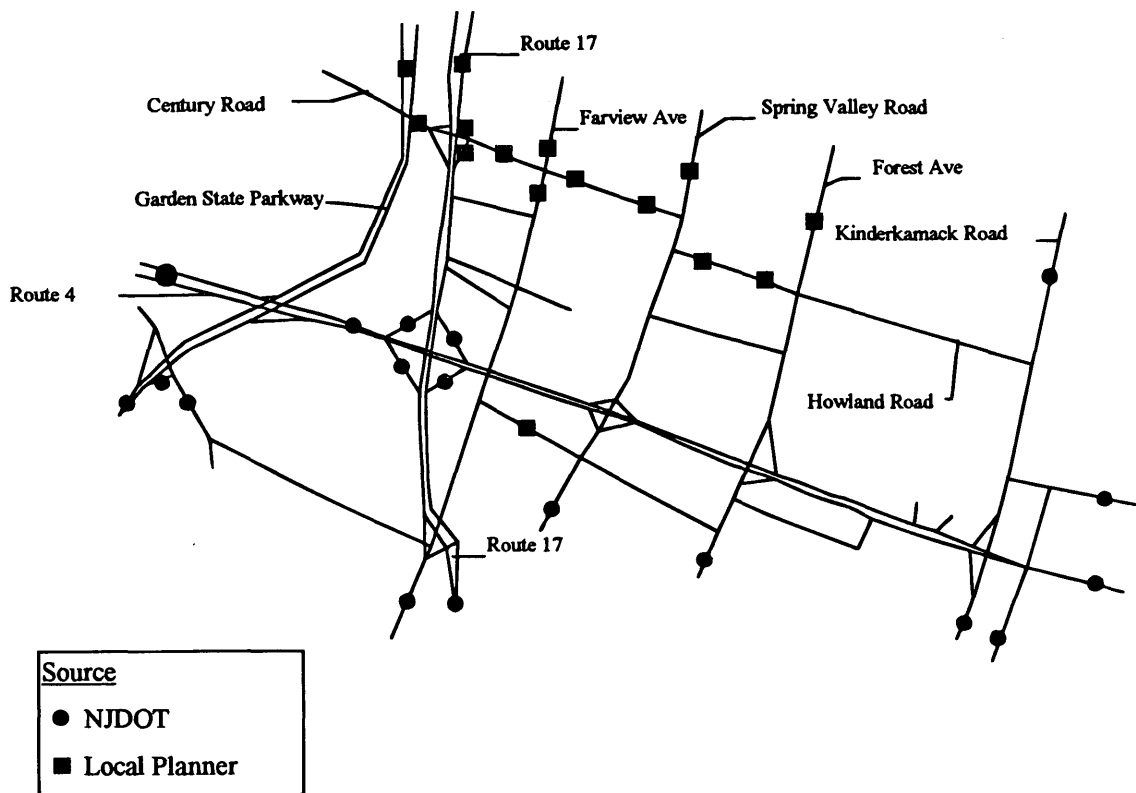 Route 17
Century Road
Spring Valley Road
Farview Ave
Forest Ave
Garden State Parkway
Kinderkamack Road
Route 4
Howland Road
Route 17
Source
NJDOT
Local Planner